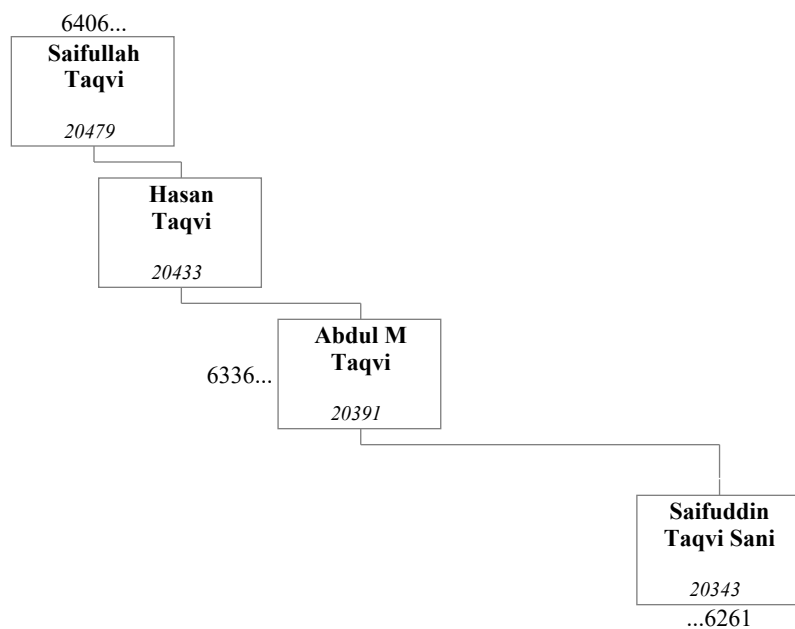 6406...
Saifullah
Taqvi
20479
Hasan
Taqvi
20433
Abdul M
Taqvi
6336...
20391
Saifuddin
Taqvi Sani
20343
...6261